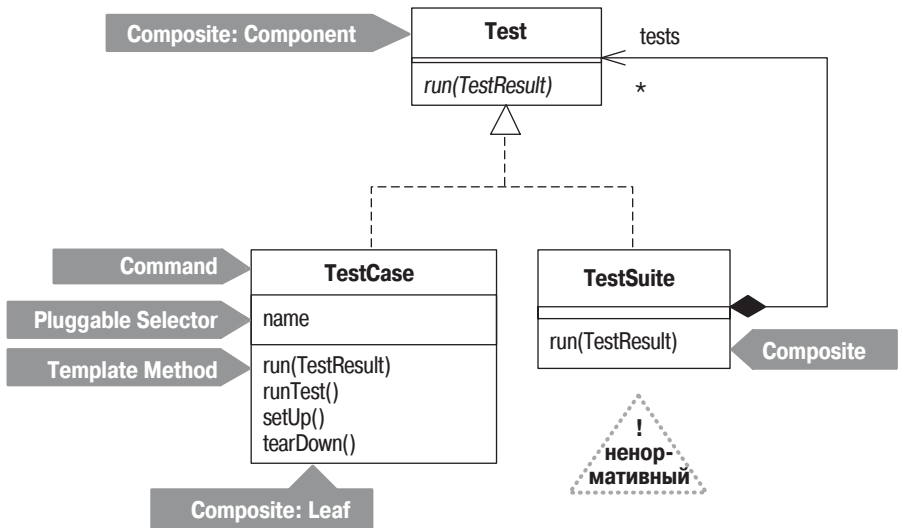 Composite: Component
Test
tests
run(TestResult)
*
Command
TestCase
TestSuite
Pluggable Selector
name
run(TestResult)
Composite
Template Method
run(TestResult)
runTest()
setUp()
tearDown()
!
ненор-
мативный
Composite: Leaf